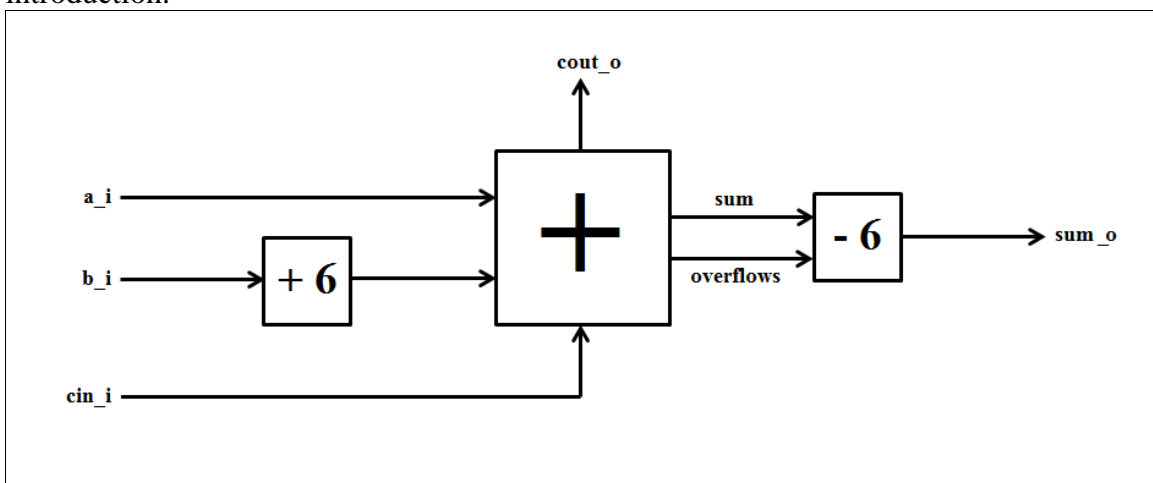 introduction.
cout_o
a_i
+
sum
- 6
sum_o
b_i
+ 6
overflows
cin_i